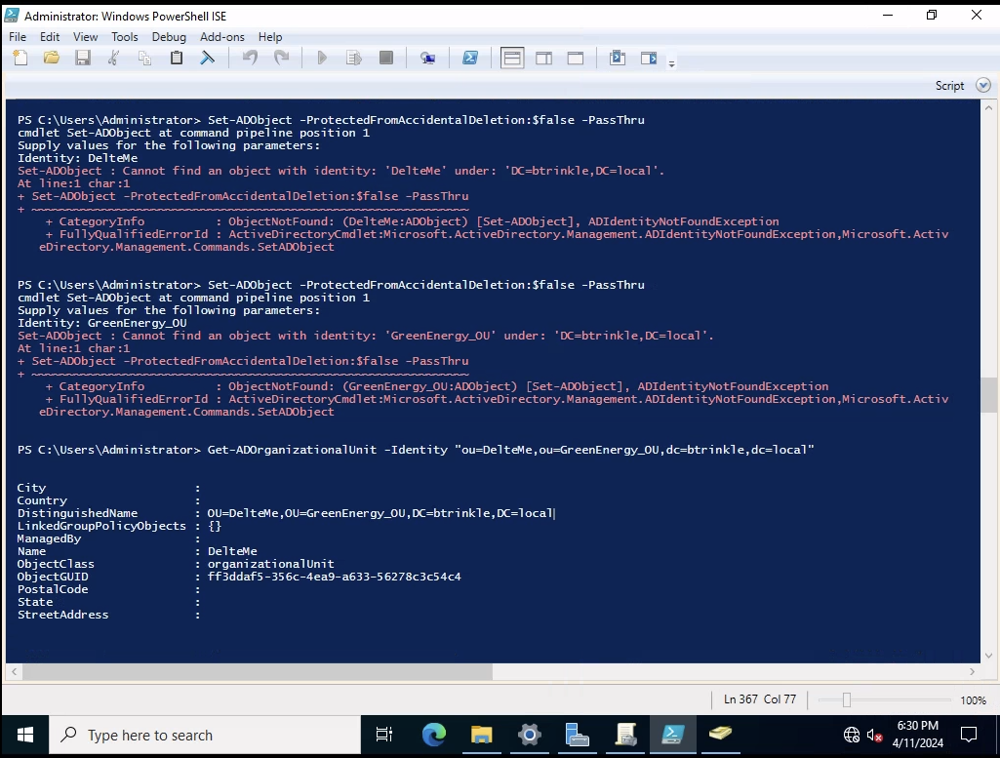 Administrator: Windows PowerShell ISE
File Edit View Tools Debug Add-ons Help
Script
PS C:\Users\Administrator> Set-ADObject -ProtectedFromAccidentalDeletion:$false -PassThru
cmdlet Set-ADObject at command pipeline position 1
Supply values for the following parameters:
Identity: DelteMe
Set-ADObject : Cannot find an object with identity: 'DelteMe' under: 'DC=btrinkle,DC=local'.
At line:1 char:1
+ Set-ADObject -ProtectedFromAccidentalDeletion:$false -PassThru
+ ~~~~~~~~~~~~~~~~~~~~~~~~~~~~~~~~~~~~~~~~~~~~~~~~~~~~~~~~~~~~~~
+ CategoryInfo : ObjectNotFound: (DelteMe:ADObject) [Set-ADObject], ADIdentityNotFoundException
+ FullyQualifiedErrorId : ActiveDirectoryCmdlet:Microsoft.ActiveDirectory.Management.ADIdentityNotFoundException,Microsoft.Activ
eDirectory.Management.Commands.SetADObject
PS C:\Users\Administrator> Set-ADObject -ProtectedFromAccidentalDeletion:$false -PassThru
cmdlet Set-ADObject at command pipeline position 1
Supply values for the following parameters:
Identity: GreenEnergy_OU
Set-ADObject : Cannot find an object with identity: 'GreenEnergy_OU' under: 'DC=btrinkle,DC=local'.
At line:1 char:1
+ Set-ADObject -ProtectedFromAccidentalDeletion:$false -PassThru
+ ~~~~~~~~~~~~~~~~~~~~~~~~~~~~~~~~~~~~~~~~~~~~~~~~~~~~~~~~~~~~~~
+ CategoryInfo : ObjectNotFound: (GreenEnergy_OU:ADObject) [Set-ADObject], ADIdentityNotFoundException
+ FullyQualifiedErrorId : ActiveDirectoryCmdlet:Microsoft.ActiveDirectory.Management.ADIdentityNotFoundException,Microsoft.Activ
eDirectory.Management.Commands.SetADObject
PS C:\Users\Administrator> Get-ADOrganizationalUnit -Identity "ou=DelteMe,ou=GreenEnergy_OU,dc=btrinkle,dc=local"
City :
Country :
DistinguishedName : OU=DelteMe,OU=GreenEnergy_OU,DC=btrinkle,DC=local
LinkedGroupPolicyObjects : {}
ManagedBy :
Name : DelteMe
ObjectClass : organizationalUnit
ObjectGUID : ff3ddaf5-356c-4ea9-a633-56278c3c54c4
PostalCode :
State :
StreetAddress :
Ln 367 Col 77 100%
Type here to search
6:30 PM
4/11/2024